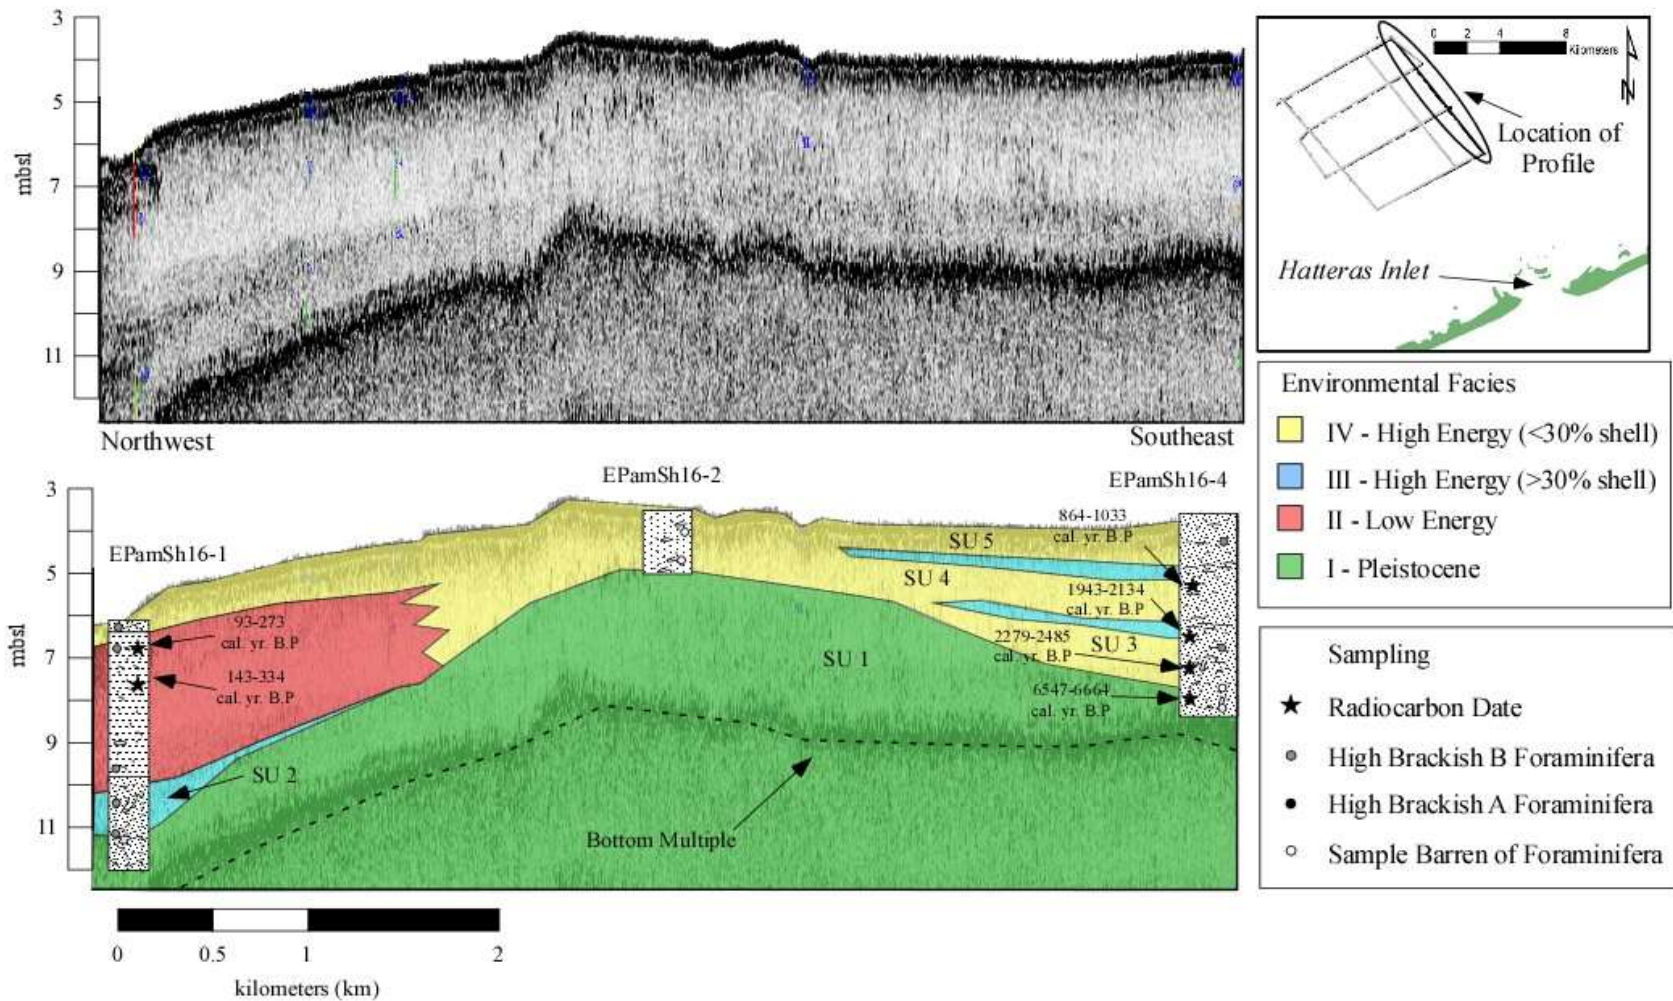 3
5
7
9
11
mbsl
Northwest
Southeast
0 2 4 8
Kilometers
N
Location of
Profile
Hatteras Inlet
Environmental Facies
IV - High Energy (<30% shell)
III - High Energy (>30% shell)
II - Low Energy
I - Pleistocene
Sampling
Radiocarbon Date
High Brackish B Foraminifera
High Brackish A Foraminifera
Sample Barren of Foraminifera
3
5
7
9
11
mbsl
EPamSh16-1
EPamSh16-2
EPamSh16-4
864-1033
cal. yr. B.P
SU 5
SU 4
1943-2134
cal. yr. B.P
93-273
cal. yr. B.P
2279-2485
cal. yr. B.P
SU 3
SU 1
143-334
cal. yr. B.P
6547-6664
cal. yr. B.P
SU 2
Bottom Multiple
0 0.5 1 2
kilometers (km)